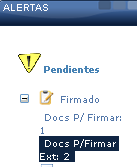 ALERTAS
Pendientes
Firmado
Docs P/ Firmar:
1
Docs P/Firmar
Ext: 2